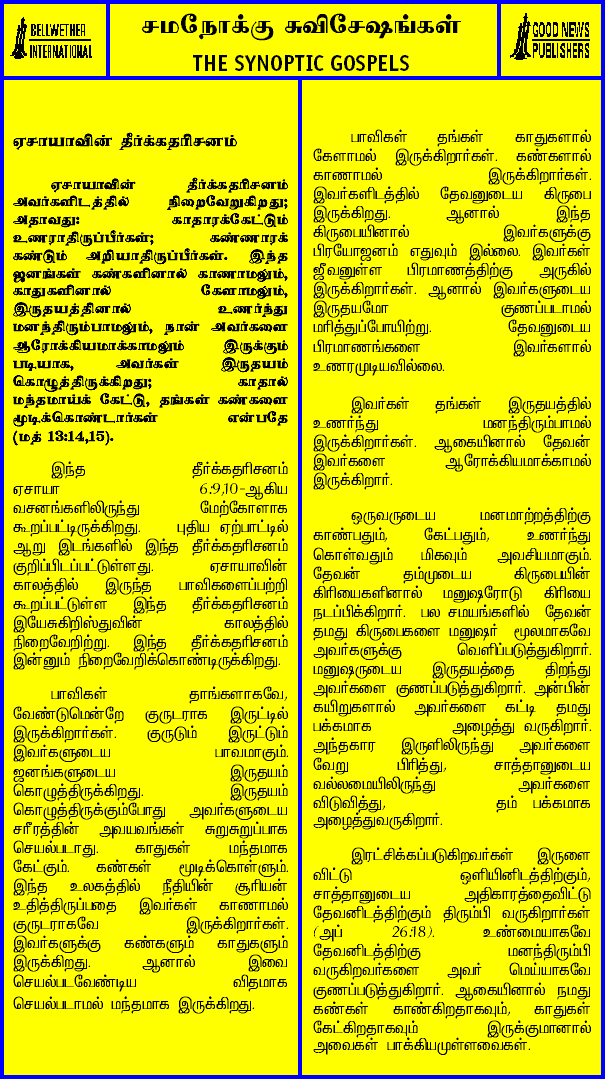 BELLWETHER
INTERNATIONAL
சமநோக்கு சுவிசேஷங்கள்
THE SYNOPTIC GOSPELS
GOOD NEWS
PUBLISHERS
ஏசாயாவின் தீர்க்கதரிசனம்
ஏசாயாவின் தீர்க்கதரிசனம்
அவர்களிடத்தில் நிறைவேறுகிறது;
அதாவது: காதாரக்கேட்டும்
உணராதிருப்பீர்கள்; கண்ணாரக்
கண்டும் அறியாதிருப்பீர்கள். இந்த
ஜனங்கள் கண்களினால் காணாமலும்,
காதுகளினால் கேளாமலும்,
இருதயத்தினால் உணர்ந்து
மனந்திரும்பாமலும், நான் அவர்களை
ஆரோக்கியமாக்காமலும் இருக்கும்
படியாக, அவர்கள் இருதயம்
கொழுத்திருக்கிறது; காதால்
மந்தமாய்க் கேட்டு, தங்கள் கண்களை
மூடிக்கொண்டார்கள் என்பதே
(மத் 13:14,15).
இந்த தீர்க்கதரிசனம்
ஏசாயா 6:9,10-ஆகிய
வசனங்களிலிருந்து மேற்கோளாக
கூறப்பட்டிருக்கிறது. புதிய ஏற்பாட்டில்
ஆறு இடங்களில் இந்த தீர்க்கதரிசனம்
குறிப்பிடப்பட்டுள்ளது. ஏசாயாவின்
காலத்தில் இருந்த பாவிகளைப்பற்றி
கூறப்பட்டுள்ள இந்த தீர்க்கதரிசனம்
இயேசுகிறிஸ்துவின் காலத்தில்
நிறைவேறிற்று. இந்த தீர்க்கதரிசனம்
இன்னும் நிறைவேறிக்கொண்டிருக்கிறது.
பாவிகள் தாங்களாகவே,
வேண்டுமென்றே குருடராக இருட்டில்
இருக்கிறார்கள். குருடும் இருட்டும்
இவர்களுடைய பாவமாகும்.
ஜனங்களுடைய இருதயம்
கொழுத்திருக்கிறது. இருதயம்
கொழுத்திருக்கும்போது அவர்களுடைய
சரீரத்தின் அவயவங்கள் சுறுசுறுப்பாக
செயல்படாது. காதுகள் மந்தமாக
கேட்கும். கண்கள் மூடிக்கொள்ளும்.
இந்த உலகத்தில் நீதியின் சூரியன்
உதித்திருப்பதை இவர்கள் காணாமல்
குருடராகவே இருக்கிறார்கள்.
இவர்களுக்கு கண்களும் காதுகளும்
இருக்கிறது. ஆனால் இவை
செயல்படவேண்டிய விதமாக
செயல்படாமல் மந்தமாக இருக்கிறது.
பாவிகள் தங்கள் காதுகளால்
கேளாமல் இருக்கிறார்கள். கண்களால்
காணாமல் இருக்கிறார்கள்.
இவர்களிடத்தில் தேவனுடைய கிருபை
இருக்கிறது. ஆனால் இந்த
கிருபையினால் இவர்களுக்கு
பிரயோஜனம் எதுவும் இல்லை. இவர்கள்
ஜீவனுள்ள பிரமாணத்திற்கு அருகில்
இருக்கிறார்கள். ஆனால் இவர்களுடைய
இருதயமோ குணப்படாமல்
மரித்துப்போயிற்று. தேவனுடைய
பிரமாணங்களை இவர்களால்
உணரமுடியவில்லை.
இவர்கள் தங்கள் இருதயத்தில்
உணர்ந்து மனந்திரும்பாமல்
இருக்கிறார்கள். ஆகையினால் தேவன்
இவர்களை ஆரோக்கியமாக்காமல்
இருக்கிறார்.
ஒருவருடைய மனமாற்றத்திற்கு
காண்பதும், கேட்பதும், உணர்ந்து
கொள்வதும் மிகவும் அவசியமாகும்.
தேவன் தம்முடைய கிருபையின்
கிரியைகளினால் மனுஷரோடு கிரியை
நடப்பிக்கிறார். பல சமயங்களில் தேவன்
தமது கிருபைகளை மனுஷர் மூலமாகவே
அவர்களுக்கு வெளிப்படுத்துகிறார்.
மனுஷருடைய இருதயத்தை திறந்து
அவர்களை குணப்படுத்துகிறார். அன்பின்
கயிறுகளால் அவர்களை கட்டி தமது
பக்கமாக அழைத்து வருகிறார்.
அந்தகார இருளிலிருந்து அவர்களை
வேறு பிரித்து, சாத்தானுடைய
வல்லமையிலிருந்து அவர்களை
விடுவித்து, தம் பக்கமாக
அழைத்துவருகிறார்.
இரட்சிக்கப்படுகிறவர்கள் இருளை
விட்டு ஒளியினிடத்திற்கும்,
சாத்தானுடைய அதிகாரத்தைவிட்டு
தேவனிடத்திற்கும் திரும்பி வருகிறார்கள்
(அப் 26:18). உண்மையாகவே
தேவனிடத்திற்கு மனந்திரும்பி
வருகிறவர்களை அவர் மெய்யாகவே
குணப்படுத்துகிறார். ஆகையினால் நமது
கண்கள் காண்கிறதாகவும், காதுகள்
கேட்கிறதாகவும் இருக்குமானால்
அவைகள் பாக்கியமுள்ளவைகள்.